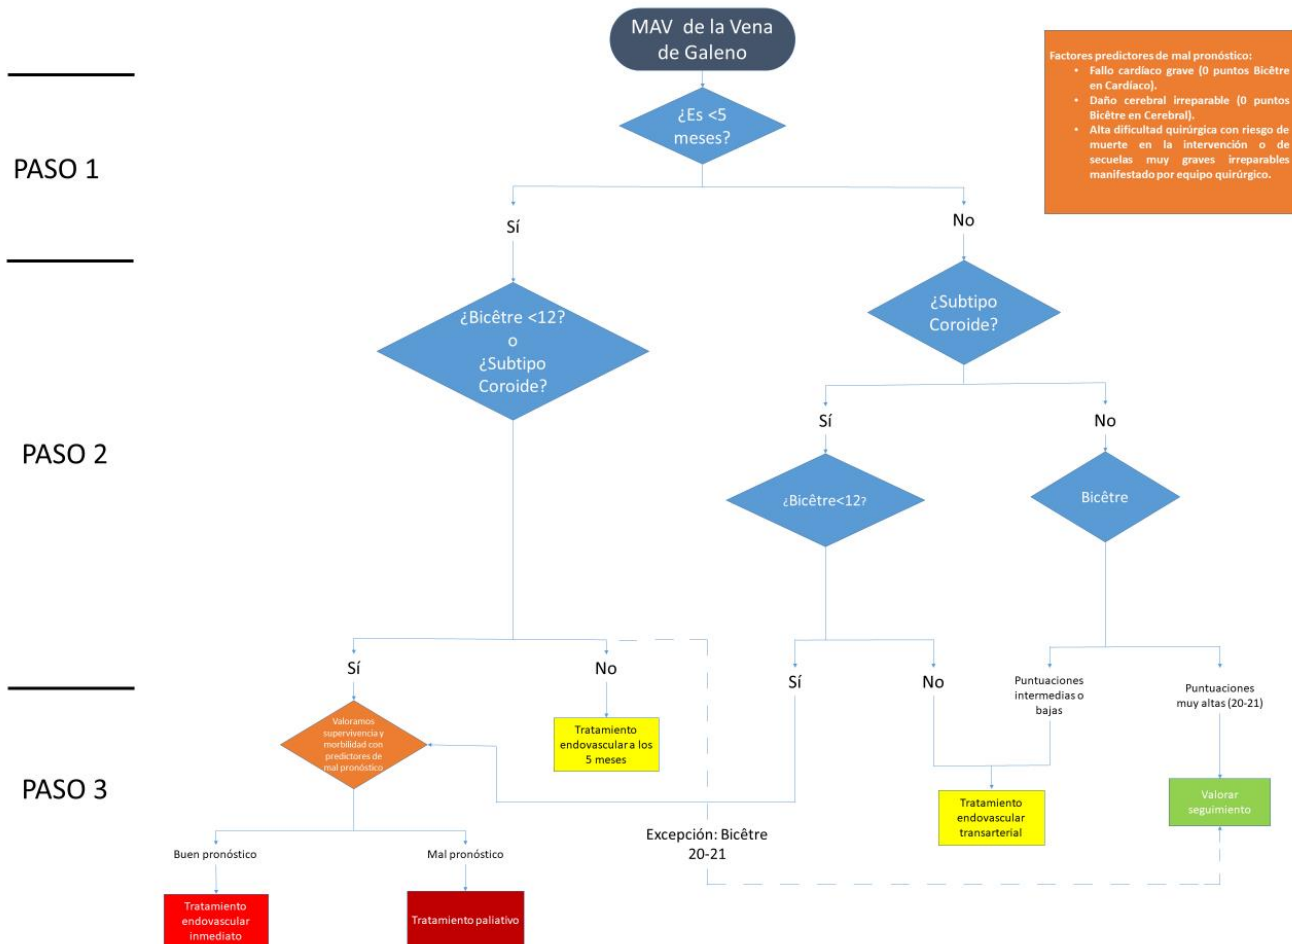 MAV de la Vena
de Galeno
Factores predictores de mal pronóstico:
• Fallo cardíaco grave (0 puntos Bicêtre
en Cardíaco).
• Daño cerebral irreparable (0 puntos
Bicêtre en Cerebral).
• Alta dificultad quirúrgica con riesgo de
muerte en la intervención o de
secuelas muy graves irreparables
manifestado por equipo quirúrgico.
¿Es <5
meses?
PASO 1
Sí
No
¿Bicêtre <12?
o
¿Subtipo
Coroide?
¿Subtipo
Coroide?
Sí
No
PASO 2
¿Bicêtre<12?
Bicêtre
Sí
No
Sí
No
Puntuaciones
intermedias o
bajas
Puntuaciones
muy altas (20-21)
PASO 3
Valoramos
supervivencia y
morbilidad con
predictores de
mal pronóstico
Tratamiento
endovascular a los
5 meses
Tratamiento
endovascular
transarterial
Valorar
seguimiento
Excepción: Bicêtre
20-21
Buen pronóstico
Mal pronóstico
Tratamiento
endovascular
inmediato
Tratamiento paliativo